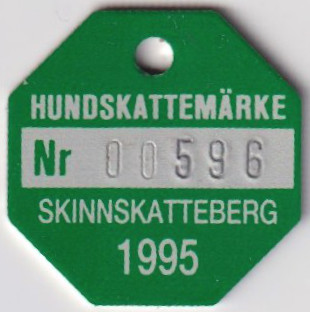 HUNDSKATTEMÄRKE
Nr 00596
SKINNSKATTEBERG
1995